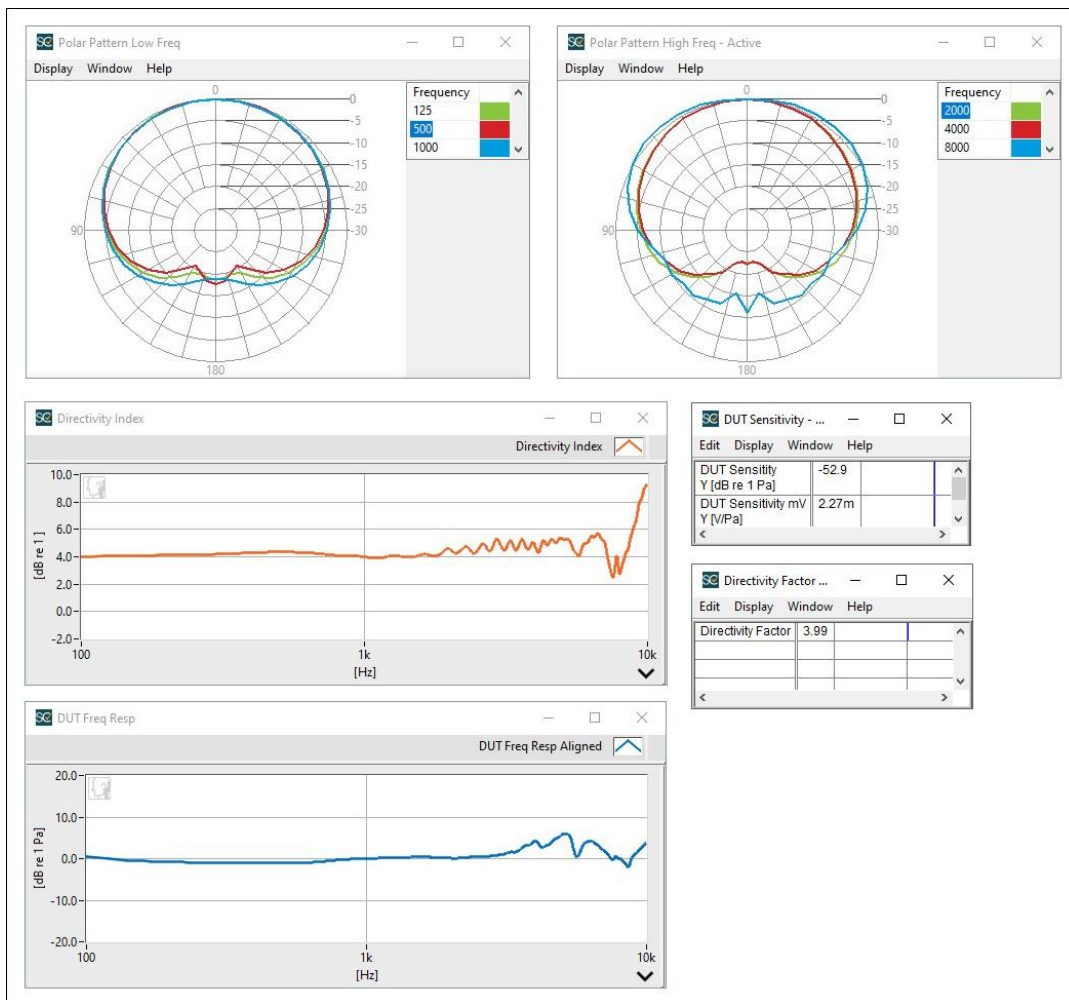 Polar Pattern Low Freq
Display Window Help
0
-0
-5
-10
-15
-20
-25
-30
90
180
Frequency
125
500
1000
Polar Pattern High Freq - Active
Display Window Help
0
-0
-5
-10
-15
-20
-25
-30
90
180
Frequency
2000
4000
8000
Directivity Index
Directivity Index
10.0
8.0
6.0
4.0
2.0
0.0
-2.0
[dB re 1 ]
100 1k 10k
[Hz]
DUT Sensitivity - ...
Edit Display Window Help
DUT Sensitity -52.9
Y [dB re 1 Pa]
DUT Sensitivity mV 2.27m
Y [V/Pa]
Directivity Factor ...
Edit Display Window Help
Directivity Factor 3.99
DUT Freq Resp
DUT Freq Resp Aligned
20.0
10.0
0.0
-10.0
-20.0
[dB re 1 Pa]
100 1k 10k
[Hz]